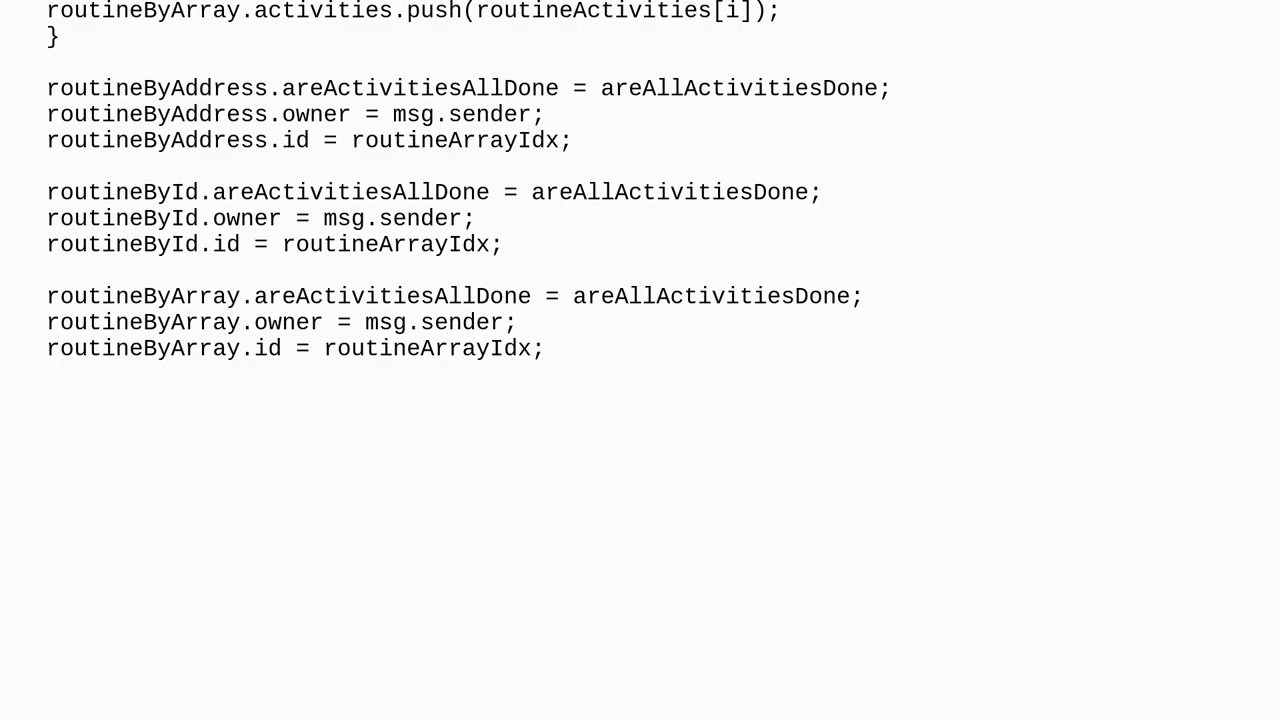 routineByArray.activities.push(routineActivities[i]);
}
routineByAddress.areActivitiesAllDone = areAllActivitiesDone;
routineByAddress.owner = msg.sender;
routineByAddress.id = routineArrayIdx;
routineById.areActivitiesAllDone = areAllActivitiesDone;
routineById.owner = msg.sender;
routineById.id = routineArrayIdx;
routineByArray.areActivitiesAllDone = areAllActivitiesDone;
routineByArray.owner = msg.sender;
routineByArray.id = routineArrayIdx;